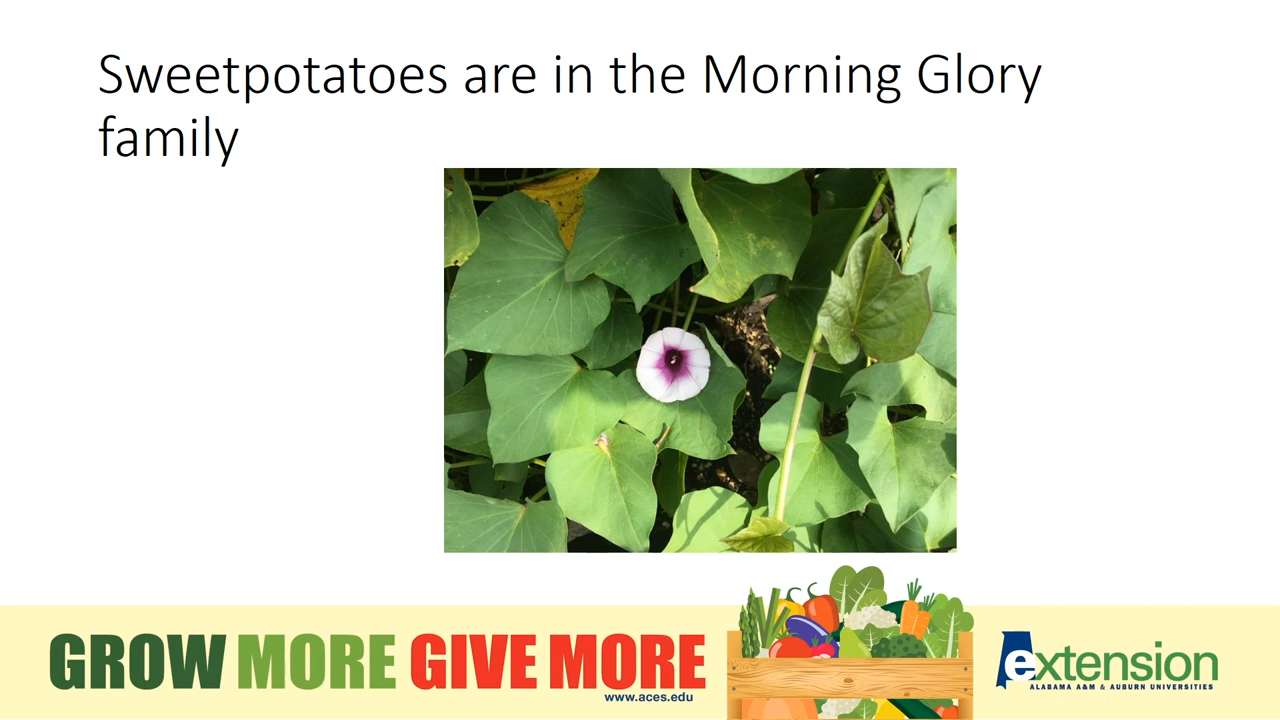 Sweetpotatoes are in the Morning Glory
family
GROW MORE GIVE MORE
www.aces.edu
extension
ALABAMA A&M & AUBURN UNIVERSITIES